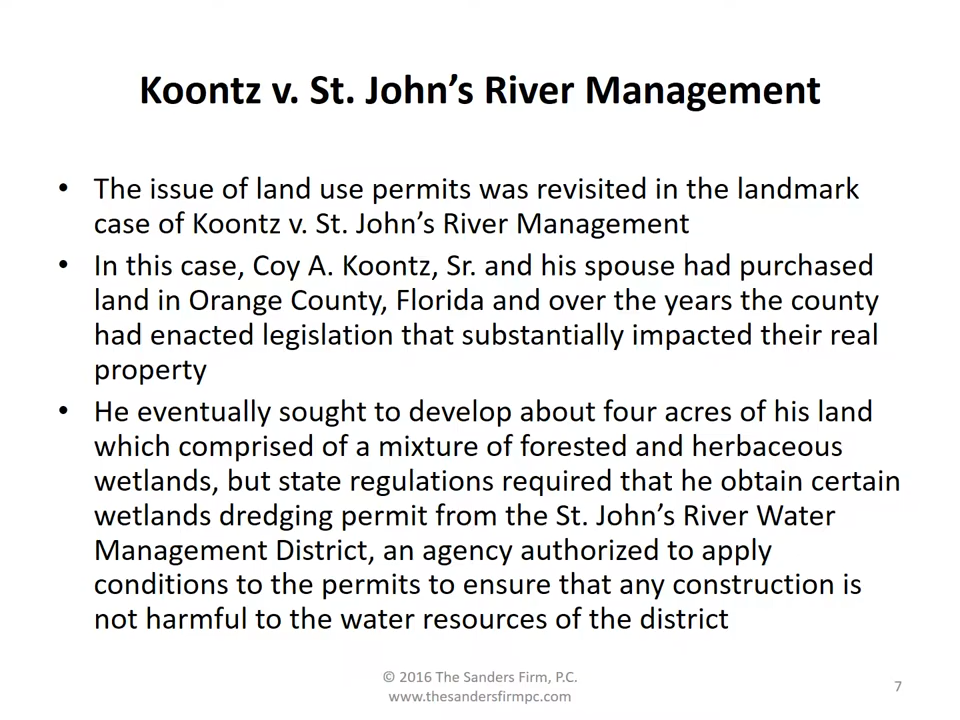 Koontz v. St. John’s River Management
• The issue of land use permits was revisited in the landmark
case of Koontz v. St. John’s River Management
• In this case, Coy A. Koontz, Sr. and his spouse had purchased
land in Orange County, Florida and over the years the county
had enacted legislation that substantially impacted their real
property
• He eventually sought to develop about four acres of his land
which comprised of a mixture of forested and herbaceous
wetlands, but state regulations required that he obtain certain
wetlands dredging permit from the St. John’s River Water
Management District, an agency authorized to apply
conditions to the permits to ensure that any construction is
not harmful to the water resources of the district
© 2016 The Sanders Firm, P.C.
www.thesandersfirmpc.com
7